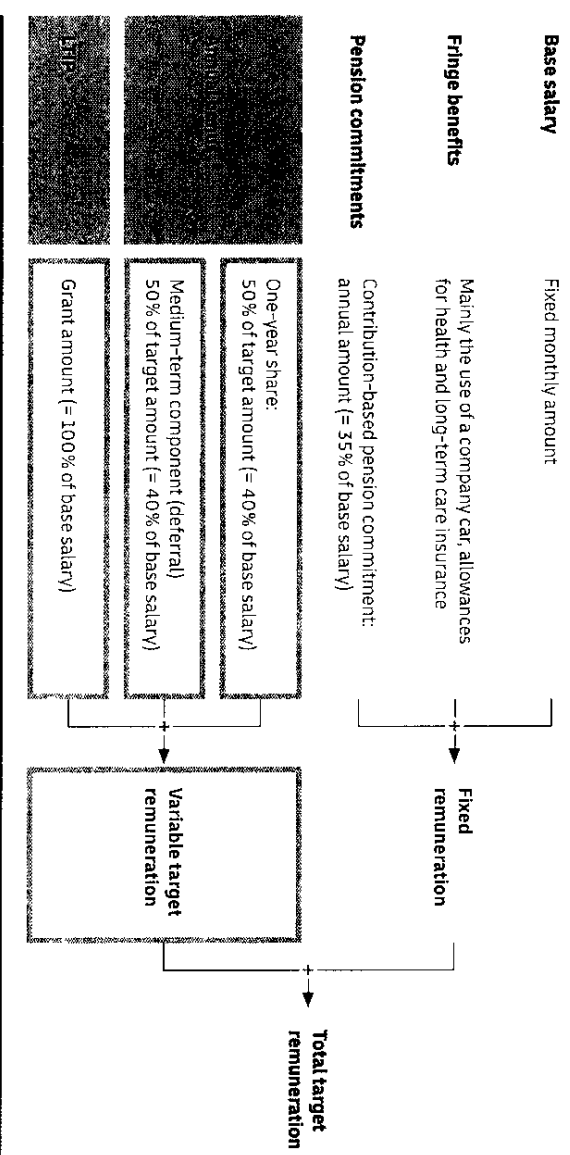 Base salary
Fixed monthly amount
Fringe benefits
Mainly the use of a company car, allowances
for health and long-term care insurance
Pension commitments
Contribution-based pension commitment:
annual amount (= 35% of base salary)
Fixed
remuneration
One-year share:
50% of target amount (= 40% of base salary)
Medium-term component (deferral)
50% of target amount (= 40% of base salary)
LTIP
Grant amount (= 100% of base salary)
Variable target
remuneration
Total target
remuneration